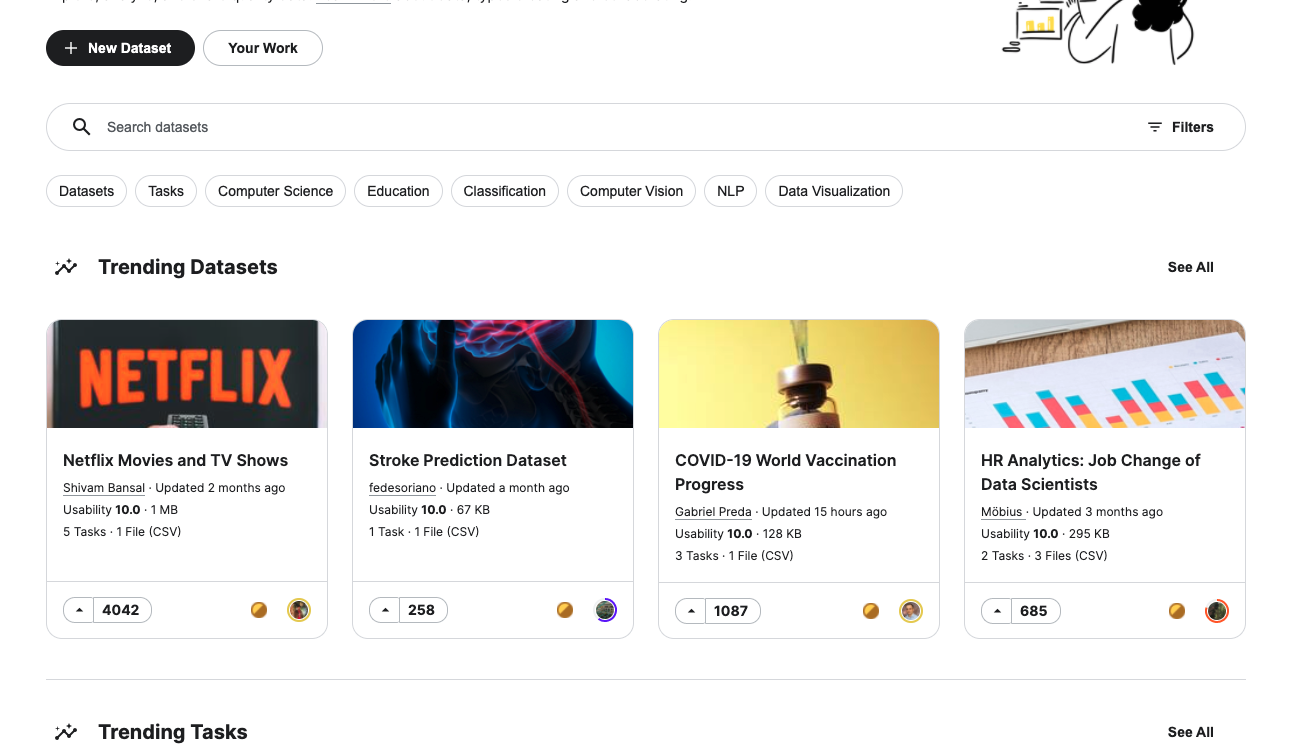 New Dataset
Your Work
Search datasets
Filters
Datasets
Tasks
Computer Science
Education
Classification
Computer Vision
NLP
Data Visualization
Trending Datasets
See All
NETFLIX
Netflix Movies and TV Shows
Shivam Bansal · Updated 2 months ago
Usability 10.0 · 1 MB
5 Tasks · 1 File (CSV)
4042
Stroke Prediction Dataset
fedesoriano · Updated a month ago
Usability 10.0 · 67 KB
1 Task · 1 File (CSV)
258
COVID-19 World Vaccination
Progress
Gabriel Preda · Updated 15 hours ago
Usability 10.0 · 128 KB
3 Tasks · 1 File (CSV)
1087
HR Analytics: Job Change of
Data Scientists
Möbius · Updated 3 months ago
Usability 10.0 · 295 KB
2 Tasks · 3 Files (CSV)
685
Trending Tasks
See All